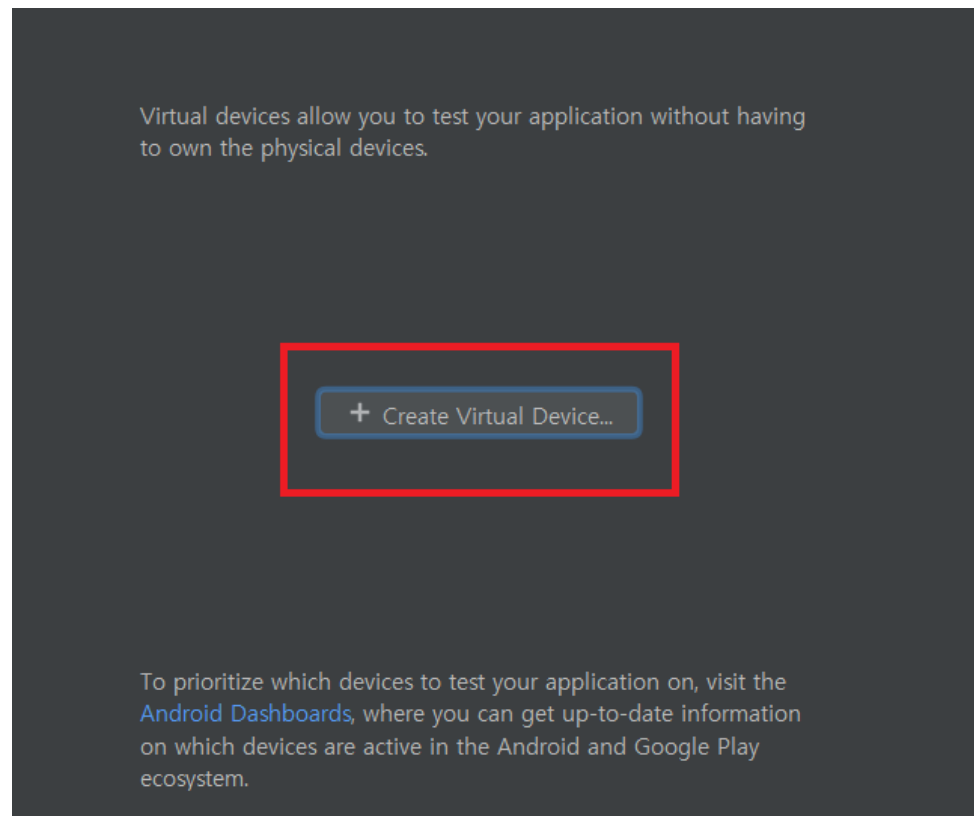 Virtual devices allow you to test your application without having
to own the physical devices.
+ Create Virtual Device...
To prioritize which devices to test your application on, visit the
Android Dashboards, where you can get up-to-date information
on which devices are active in the Android and Google Play
ecosystem.